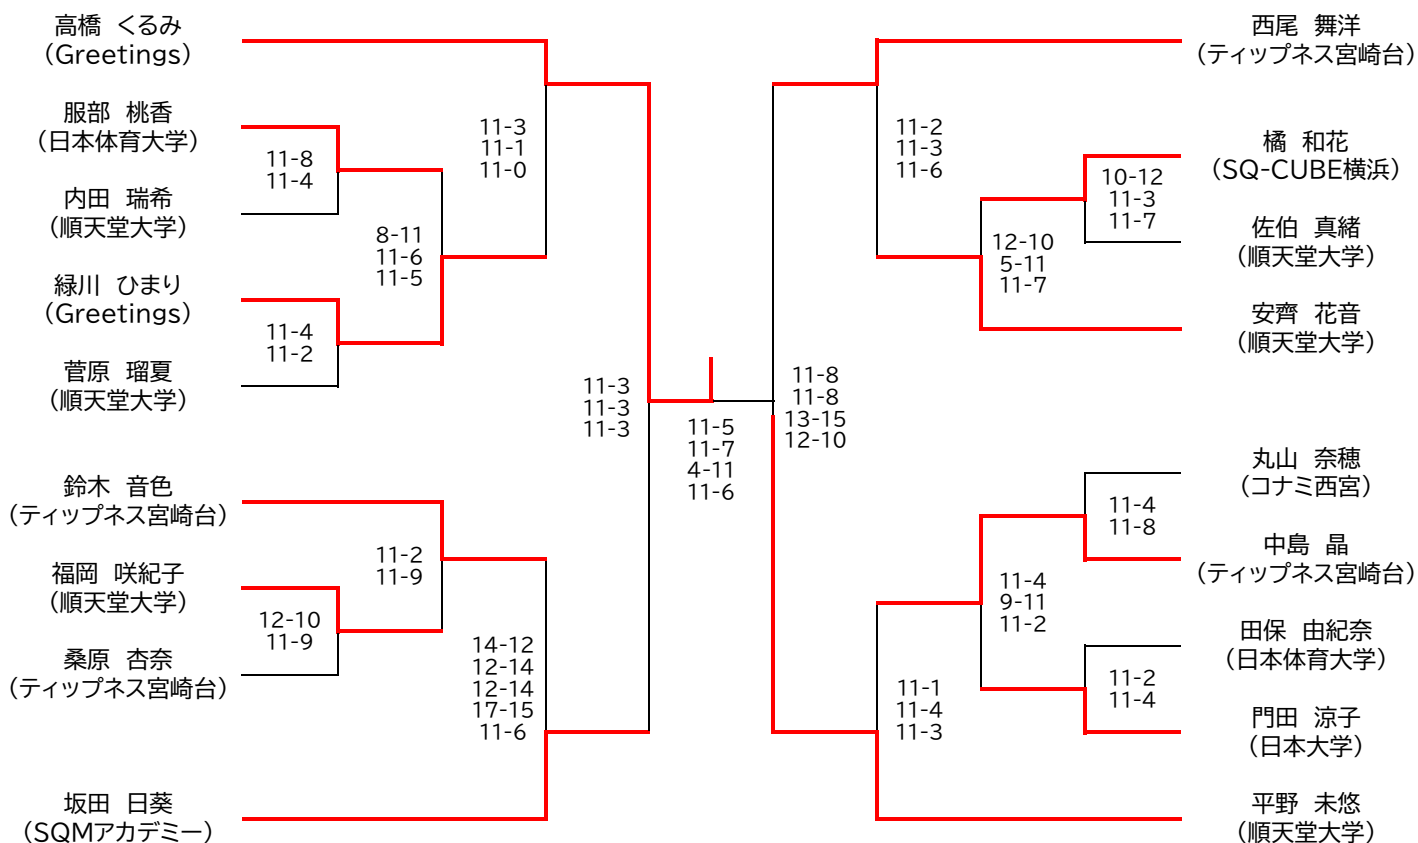 高橋 くるみ
（Greetings）
服部 桃香
（日本体育大学）
11-8
11-4
内田 瑞希
（順天堂大学）
8-11
11-6
11-5
緑川 ひまり
（Greetings）
11-4
11-2
菅原 瑠夏
（順天堂大学）
11-3
11-1
11-0
鈴木 音色
（ティップネス宮崎台）
11-2
11-9
福岡 咲紀子
（順天堂大学）
12-10
11-9
桑原 杏奈
（ティップネス宮崎台）
14-12
12-14
12-14
17-15
11-6
坂田 日葵
（SQMアカデミー）
11-3
11-3
11-3
11-5
11-7
4-11
11-6
11-8
11-8
13-15
12-10
西尾 舞洋
（ティップネス宮崎台）
11-2
11-3
11-6
橘 和花
（SQ-CUBE横浜）
10-12
11-3
11-7
佐伯 真緒
（順天堂大学）
12-10
5-11
11-7
安齊 花音
（順天堂大学）
丸山 奈穂
（コナミ西宮）
11-4
11-8
中島 晶
（ティップネス宮崎台）
11-4
9-11
11-2
田保 由紀奈
（日本体育大学）
11-2
11-4
門田 涼子
（日本大学）
11-1
11-4
11-3
平野 未悠
（順天堂大学）